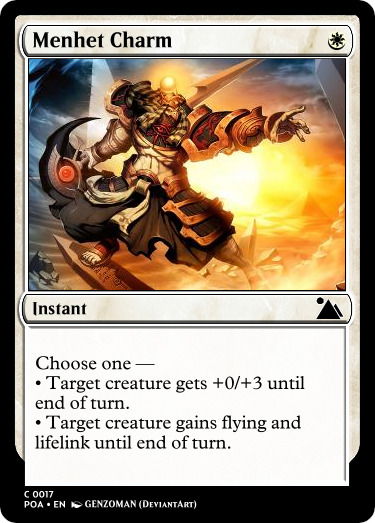 Menhet Charm
Instant
Choose one —
• Target creature gets +0/+3 until
end of turn.
• Target creature gains flying and
lifelink until end of turn.
C 0017
POA • EN GENZOMAN (DeviantArt)